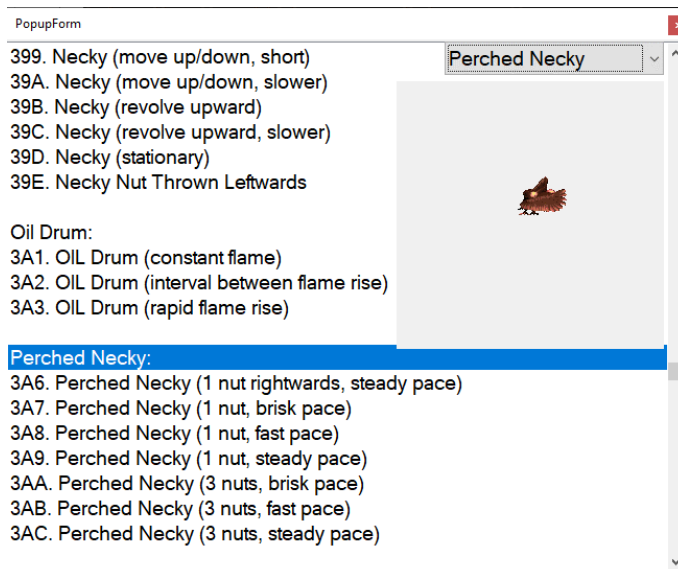 PopupForm
399. Necky (move up/down, short)
Perched Necky
39A. Necky (move up/down, slower)
39B. Necky (revolve upward)
39C. Necky (revolve upward, slower)
39D. Necky (stationary)
39E. Necky Nut Thrown Leftwards
Oil Drum:
3A1. OIL Drum (constant flame)
3A2. OIL Drum (interval between flame rise)
3A3. OIL Drum (rapid flame rise)
Perched Necky:
3A6. Perched Necky (1 nut rightwards, steady pace)
3A7. Perched Necky (1 nut, brisk pace)
3A8. Perched Necky (1 nut, fast pace)
3A9. Perched Necky (1 nut, steady pace)
3AA. Perched Necky (3 nuts, brisk pace)
3AB. Perched Necky (3 nuts, fast pace)
3AC. Perched Necky (3 nuts, steady pace)